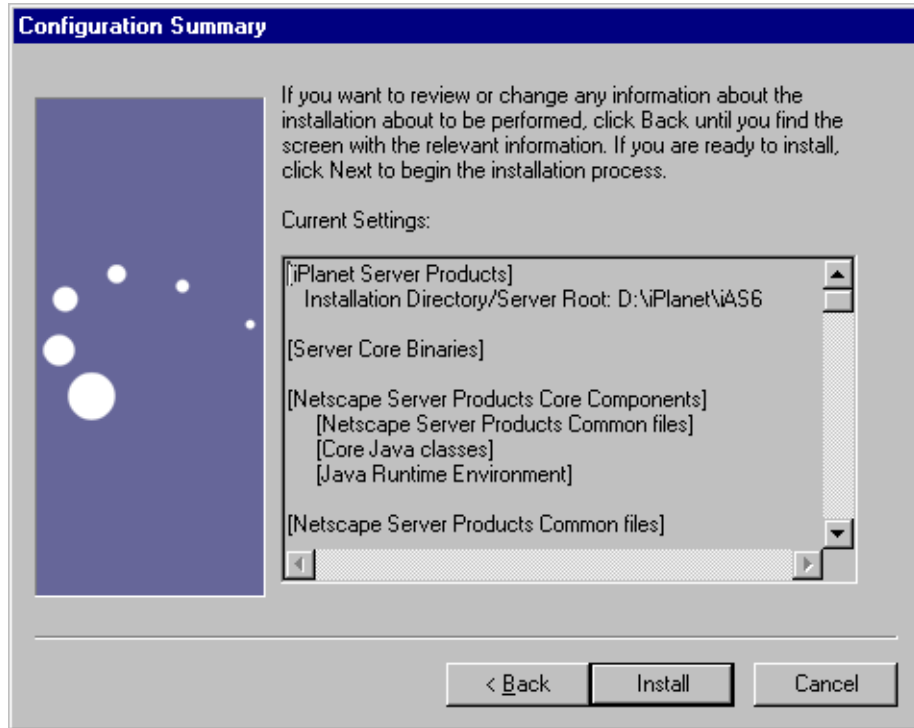 Configuration Summary
If you want to review or change any information about the
installation about to be performed, click Back until you find the
screen with the relevant information. If you are ready to install,
click Next to begin the installation process.
Current Settings:
[iPlanet Server Products]
Installation Directory/Server Root: D:\iPlanet\iAS6
[Server Core Binaries]
[Netscape Server Products Core Components]
[Netscape Server Products Common files]
[Core Java classes]
[Java Runtime Environment]
[Netscape Server Products Common files]
< Back
Install
Cancel